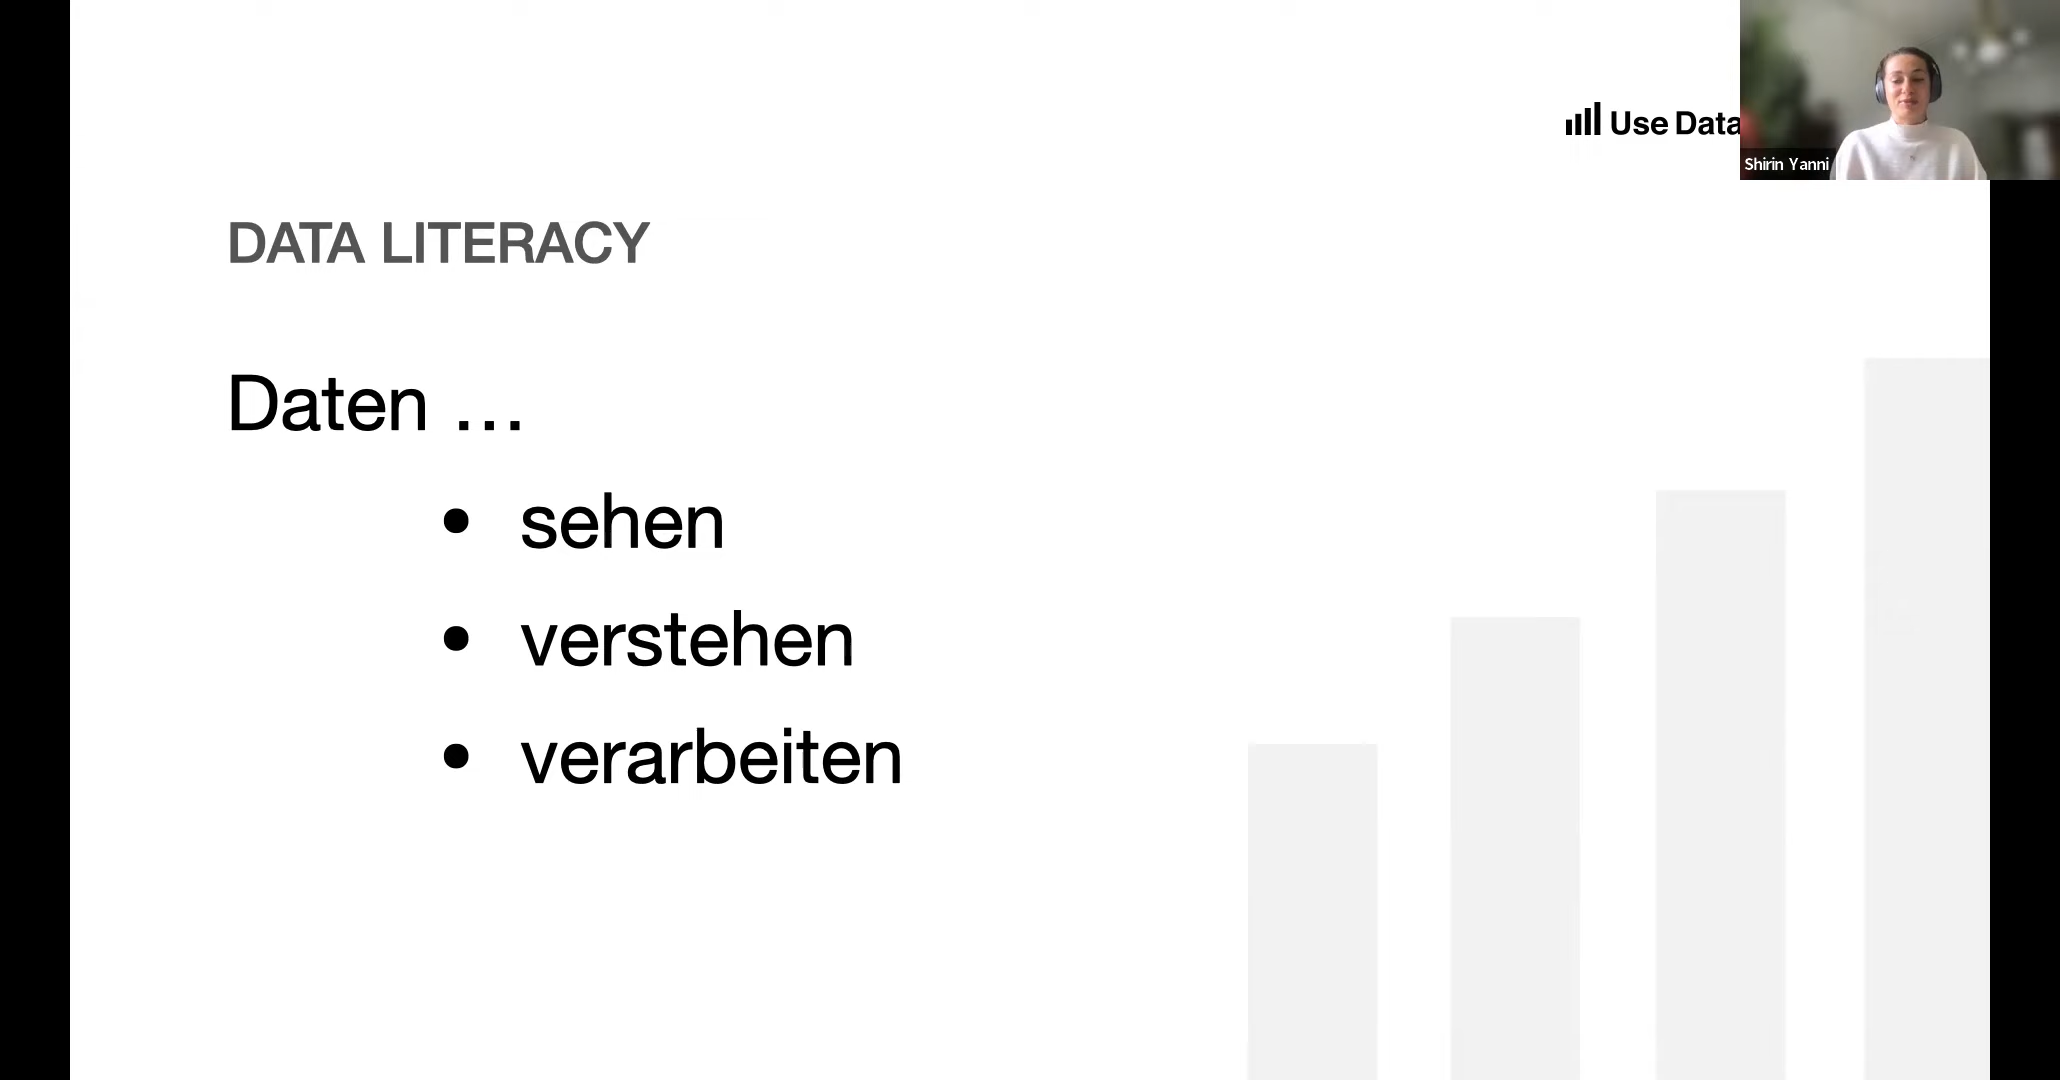 Use Data
Shirin Yanni
DATA LITERACY
Daten …
• sehen
• verstehen
• verarbeiten